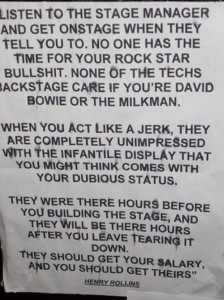 LISTEN TO THE STAGE MANAGER
AND GET ONSTAGE WHEN THEY
TELL YOU TO. NO ONE HAS THE
TIME FOR YOUR ROCK STAR
BULLSHIT. NONE OF THE TECHS
BACKSTAGE CARE IF YOU'RE DAVID
BOWIE OR THE MILKMAN.
WHEN YOU ACT LIKE A JERK, THEY
ARE COMPLETELY UNIMPRESSED
WITH THE INFANTILE DISPLAY THAT
YOU MIGHT THINK COMES WITH
YOUR DUBIOUS STATUS.
THEY WERE THERE HOURS BEFORE
YOU BUILDING THE STAGE, AND
THEY WILL BE THERE HOURS
AFTER YOU LEAVE TEARING IT
DOWN.
THEY SHOULD GET YOUR SALARY,
AND YOU SHOULD GET THEIRS"
HENRY ROLLINS